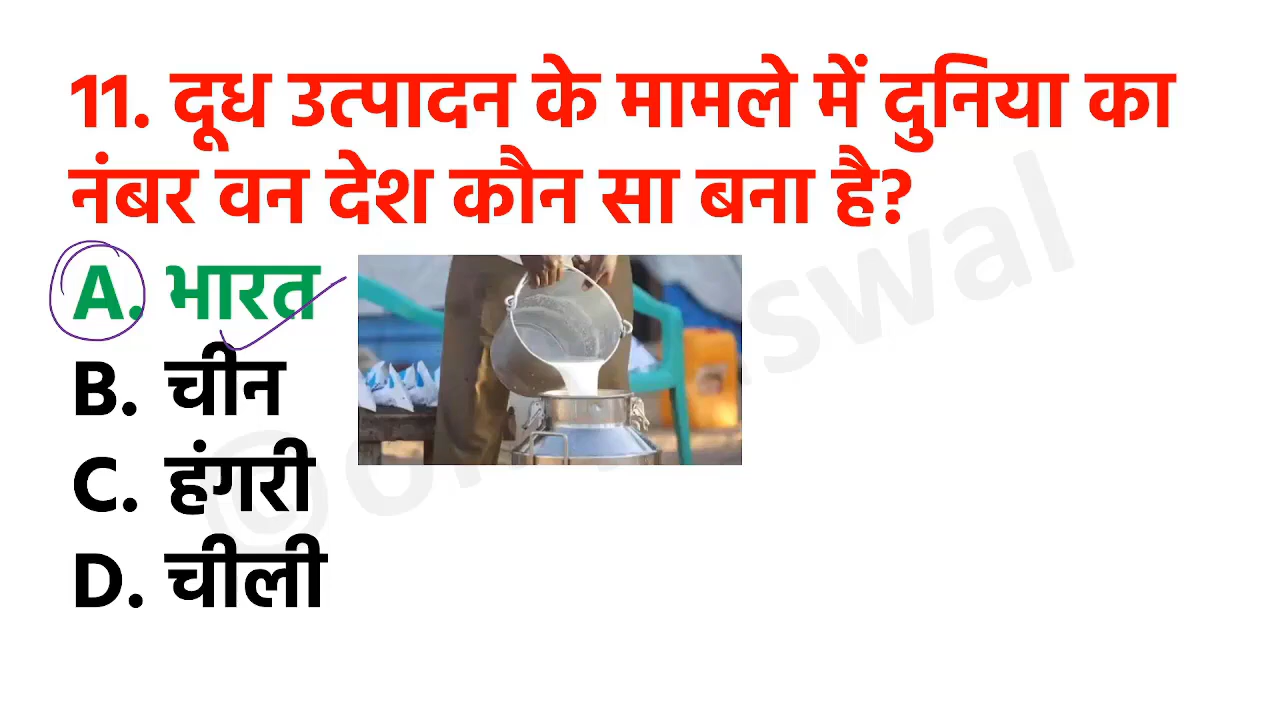 11. दूध उत्पादन के मामले में दुनिया का
नंबर वन देश कौन सा बना है?
A. भारत
B. चीन
C. हंगरी
D. चीली